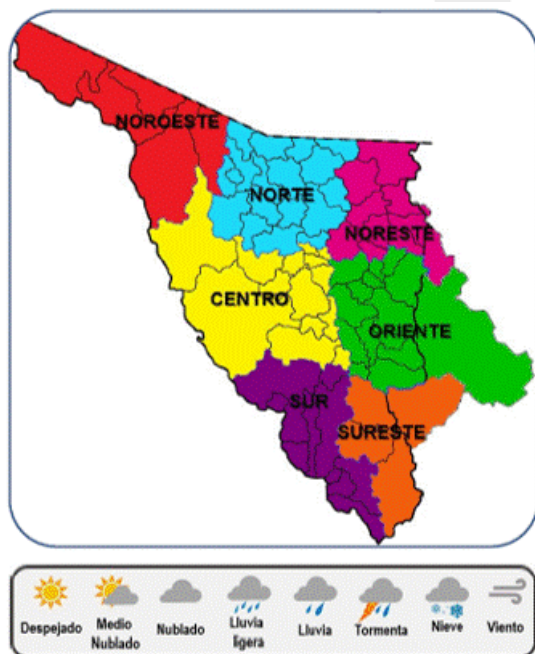 NOROESTE
NORTE
NORESTE
CENTRO
ORIENTE
SUR
SURESTE
Despejado
Medio
Nublado
Nublado
Lluvia
ligera
Lluvia
Tormenta
Nieve
Viento